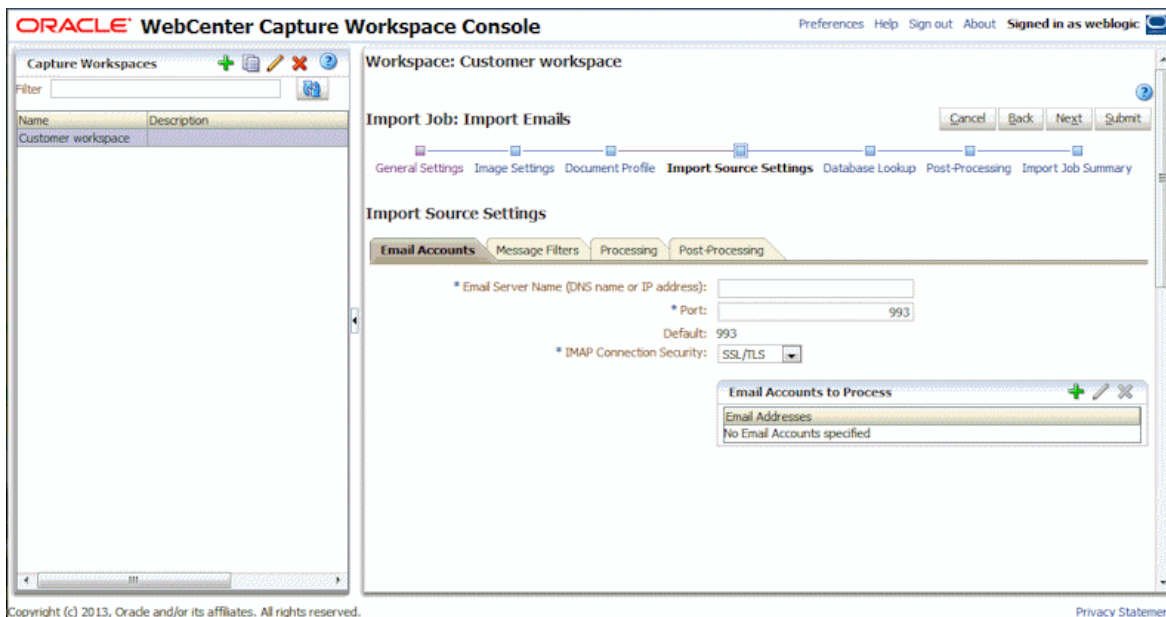 ORACLE WebCenter Capture Workspace Console
Preferences Help Sign out About Signed in as weblogic
Capture Workspaces
Filter
Name Description
Customer workspace
Workspace: Customer workspace
Import Job: Import Emails
Cancel Back Next Submit
General Settings Image Settings Document Profile Import Source Settings Database Lookup Post-Processing Import Job Summary
Import Source Settings
Email Accounts Message Filters Processing Post-Processing
* Email Server Name (DNS name or IP address):
* Port: 993
Default: 993
* IMAP Connection Security: SSL/TLS
Email Accounts to Process
Email Addresses
No Email Accounts specified
Copyright (c) 2013, Oracle and/or its affiliates. All rights reserved.
Privacy Statemen